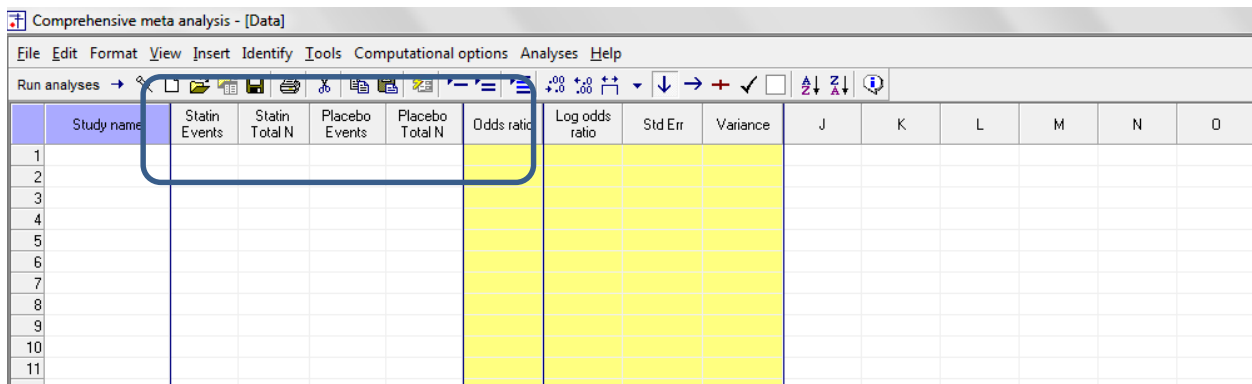 Comprehensive meta analysis - [Data]
File Edit Format View Insert Identify Tools Computational options Analyses Help
Run analyses
Study name Statin Events Statin Total N Placebo Events Placebo Total N Odds ratio Log odds ratio Std Err Variance J K L M N O
1
2
3
4
5
6
7
8
9
10
11